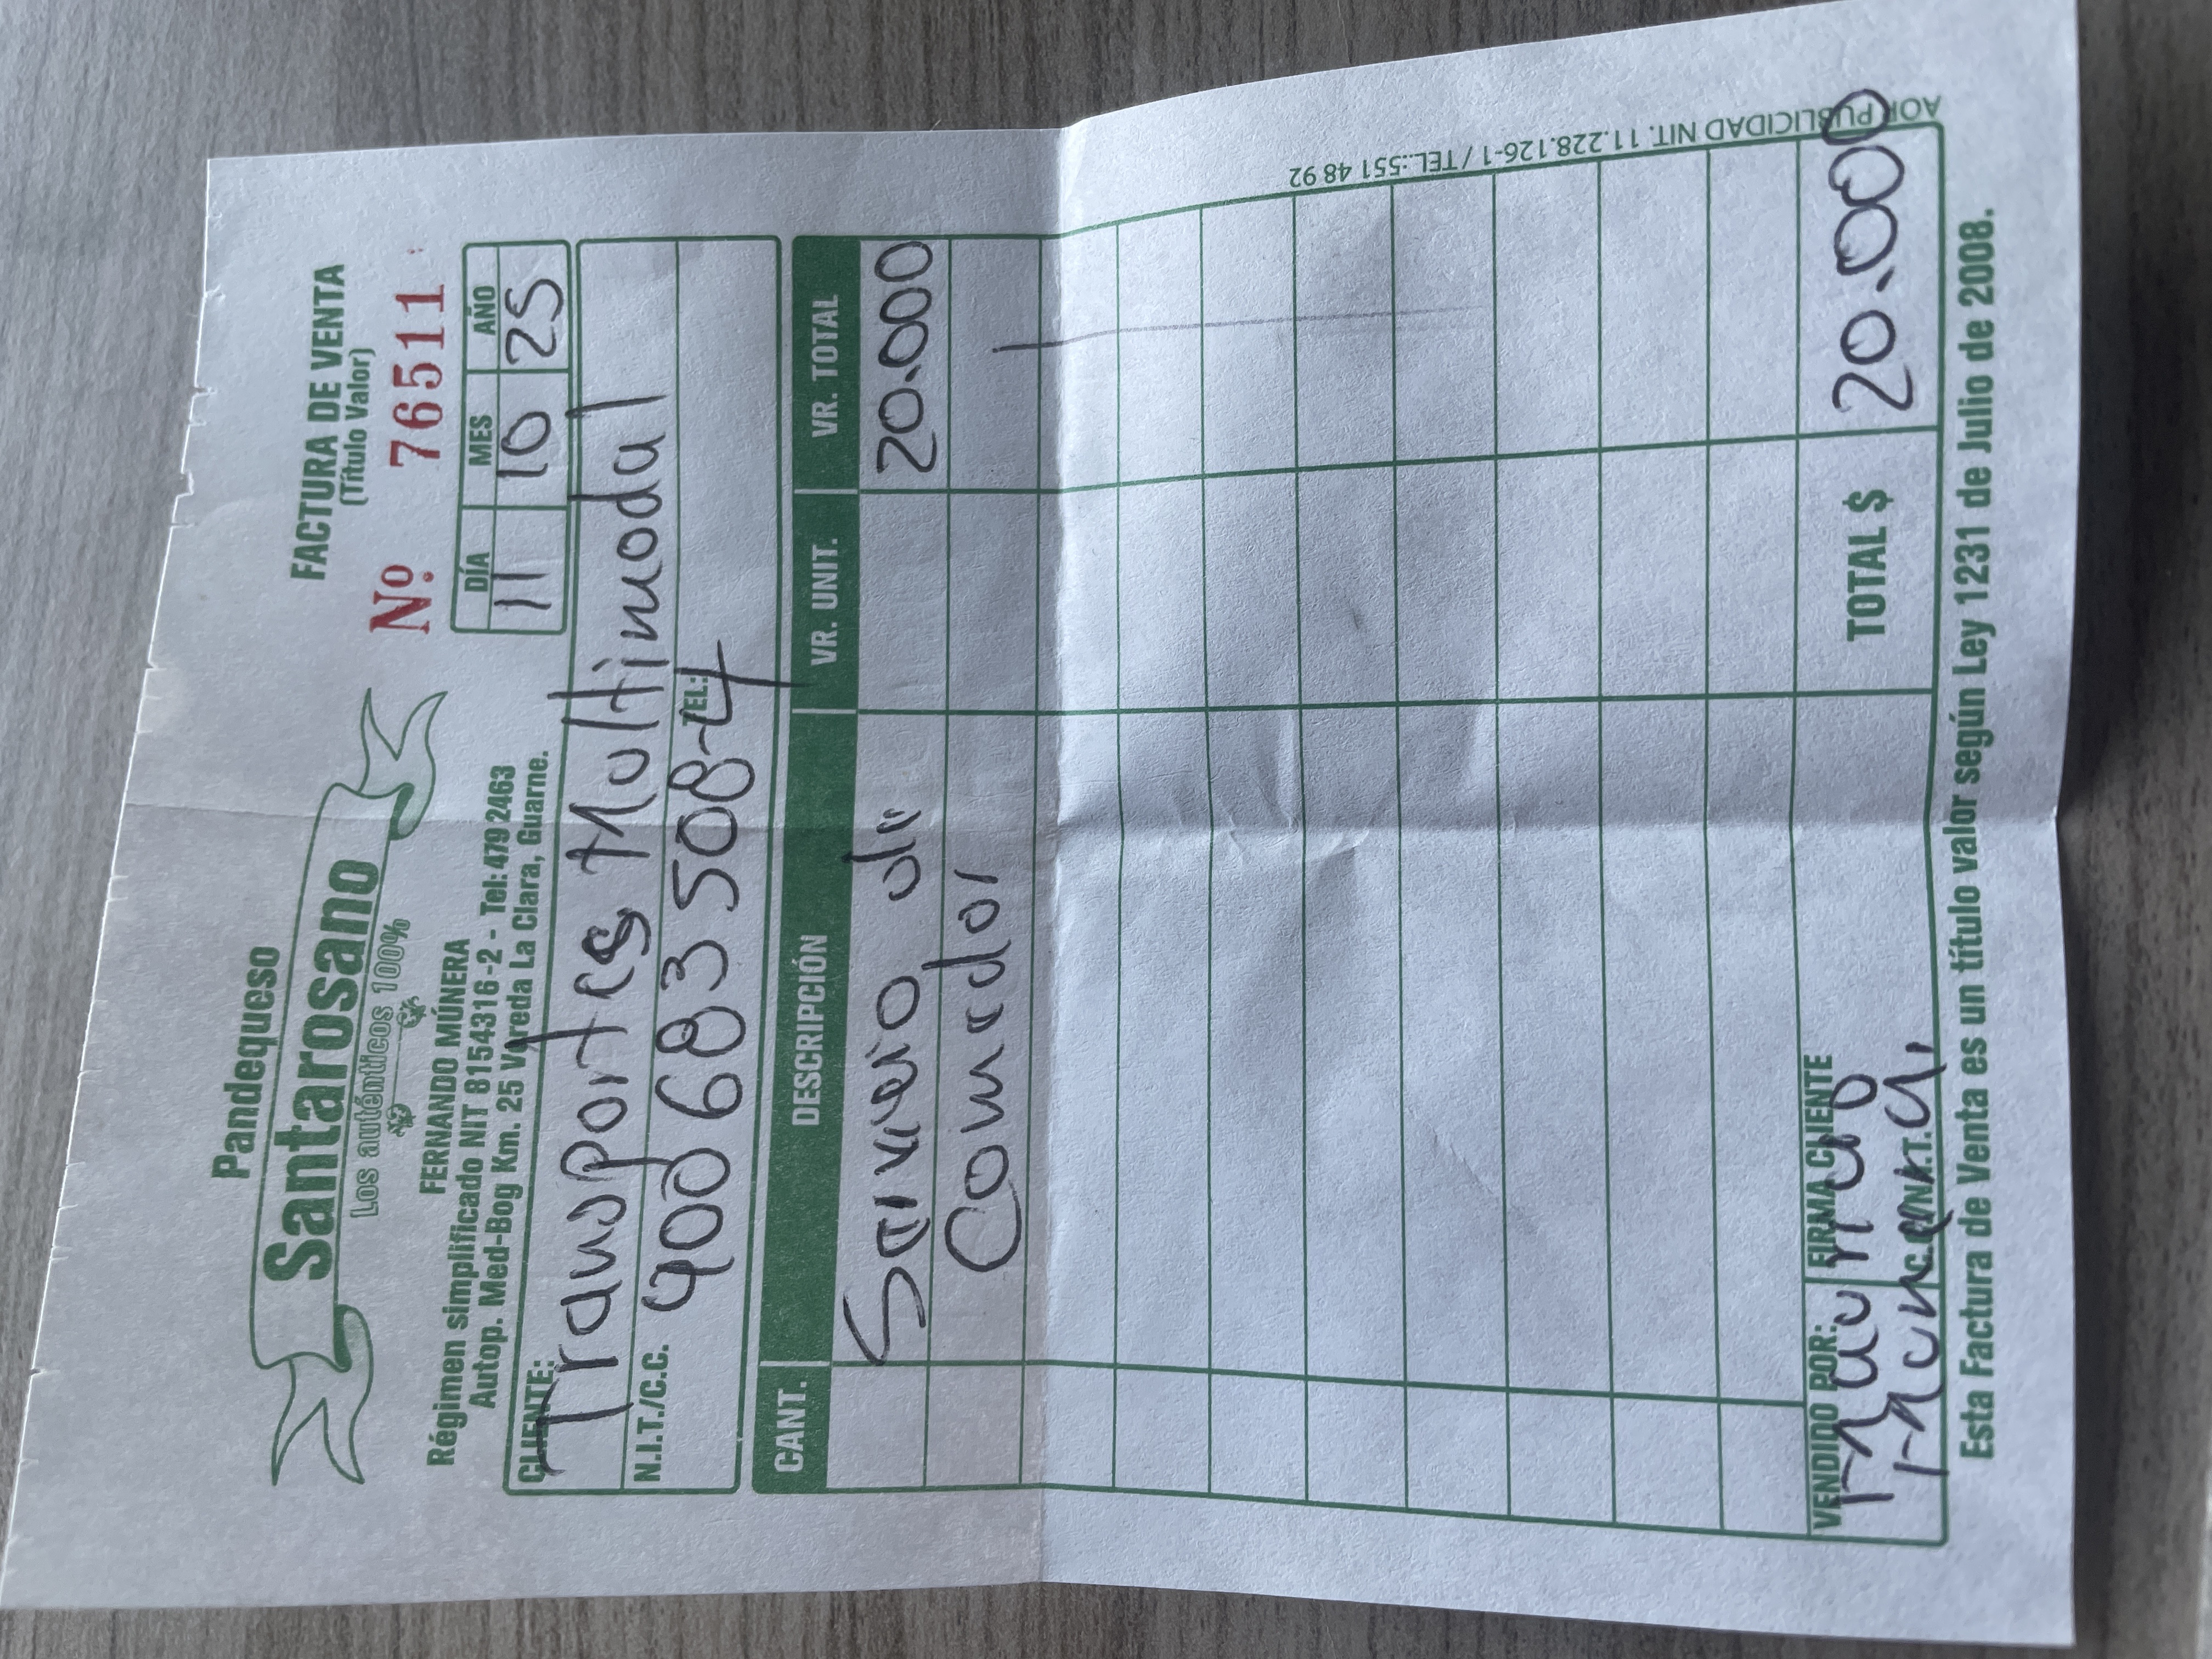 Pandequeso
Santarosano
Los auténticos 100%
FERNANDO MÚNERA
Régimen simplificado NIT 8154316-2 - Tel: 479 2463
Autop. Med-Bog Km. 25 Vereda La Clara, Guarne.
FACTURA DE VENTA
(Título Valor)
Nº 76511
DÍA MES AÑO
11 10 25
CLIENTE: Transportes Multimodal
N.I.T./C.C. 900683508-4 TEL:
CANT. DESCRIPCIÓN VR. UNIT. VR. TOTAL
Servicio de 20.000
Comedor
VENDIDO POR: FIRMA CLIENTE
Mauricio
C.C. O N.I.T.
Munera
TOTAL $ 20.000
Esta Factura de Venta es un título valor según Ley 1231 de Julio de 2008.
AOR PUBLICIDAD NIT. 11.228.126-1 / TEL.:551 48 92